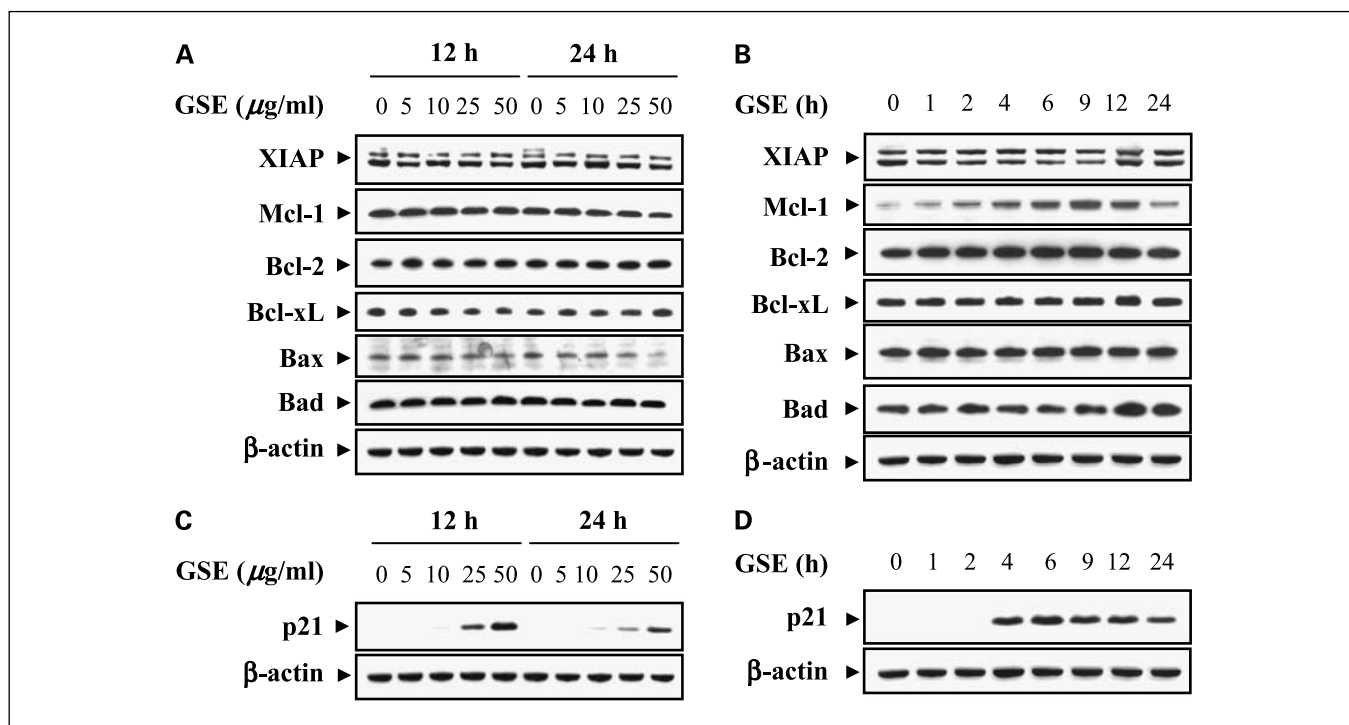 A
12 h 24 h
GSE (μg/ml) 0 5 10 25 50 0 5 10 25 50
XIAP ►
Mcl-1 ►
Bcl-2 ►
Bcl-xL ►
Bax ►
Bad ►
β-actin ►
B
GSE (h) 0 1 2 4 6 9 12 24
XIAP ►
Mcl-1 ►
Bcl-2 ►
Bcl-xL ►
Bax ►
Bad ►
β-actin ►
C
12 h 24 h
GSE (μg/ml) 0 5 10 25 50 0 5 10 25 50
p21 ►
β-actin ►
D
GSE (h) 0 1 2 4 6 9 12 24
p21 ►
β-actin ►